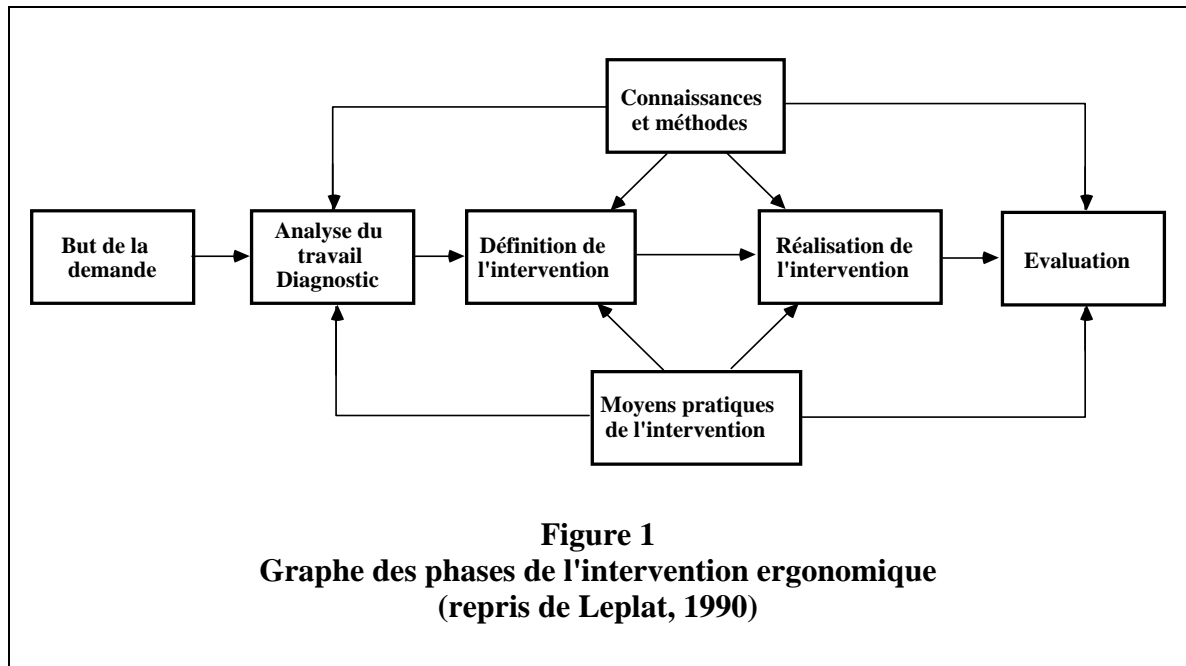 Connaissances
et méthodes
But de la
demande
Analyse du
travail
Diagnostic
Définition de
l'intervention
Réalisation de
l'intervention
Evaluation
Moyens pratiques
de l'intervention
Figure 1
Graphe des phases de l'intervention ergonomique
(repris de Leplat, 1990)